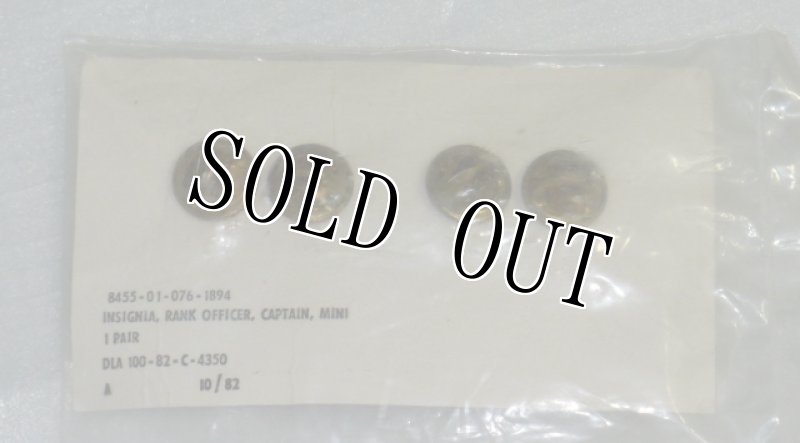 SOLD OUT
8455-01-076-1894
INSIGNIA, RANK OFFICER, CAPTAIN, MINI
1 PAIR
DLA 100-82-C-4350
A 10/82